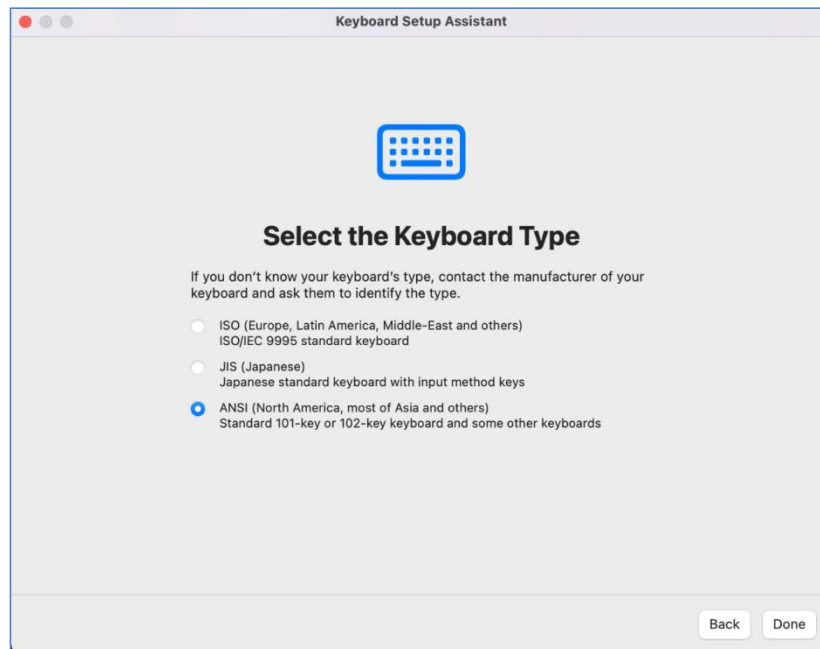 Keyboard Setup Assistant
Select the Keyboard Type
If you don't know your keyboard's type, contact the manufacturer of your
keyboard and ask them to identify the type.
ISO (Europe, Latin America, Middle-East and others)
ISO/IEC 9995 standard keyboard
JIS (Japanese)
Japanese standard keyboard with input method keys
ANSI (North America, most of Asia and others)
Standard 101-key or 102-key keyboard and some other keyboards
Back Done